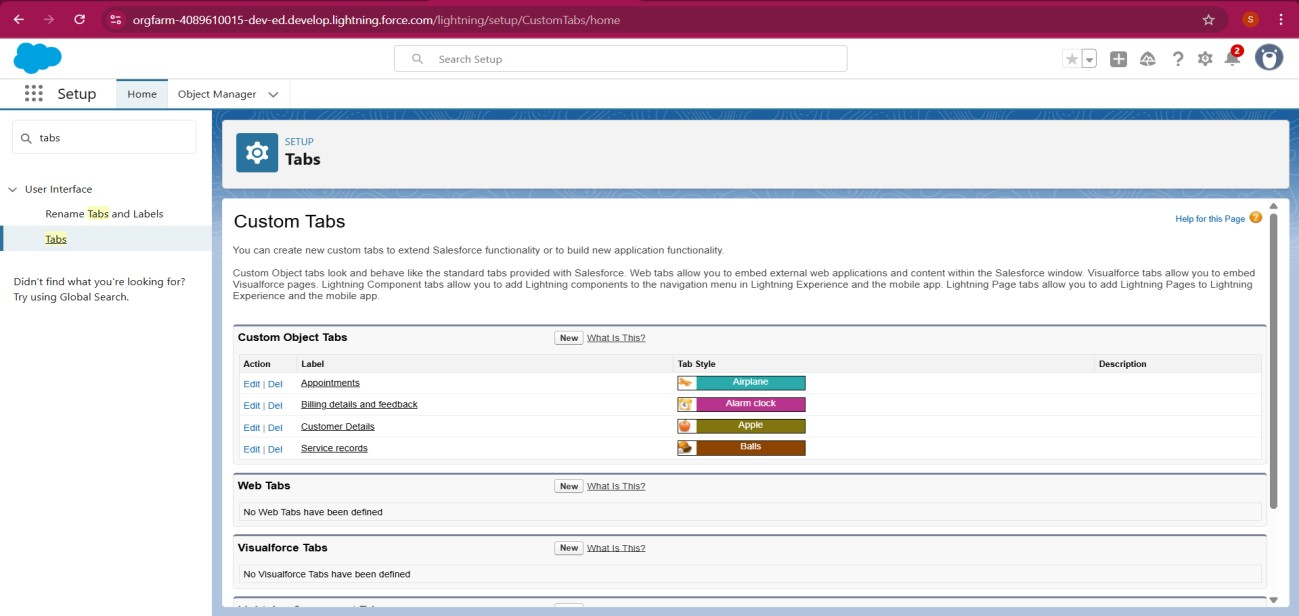 orgfarm-4089610015-dev-ed.develop.lightning.force.com/lightning/setup/CustomTabs/home
S
Search Setup
2
Setup
Home
Object Manager
tabs
User Interface
Rename Tabs and Labels
Tabs
Didn't find what you're looking for?
Try using Global Search.
SETUP
Tabs
Custom Tabs
Help for this Page ?
You can create new custom tabs to extend Salesforce functionality or to build new application functionality.
Custom Object tabs look and behave like the standard tabs provided with Salesforce. Web tabs allow you to embed external web applications and content within the Salesforce window. Visualforce tabs allow you to embed
Visualforce pages. Lightning Component tabs allow you to add Lightning components to the navigation menu in Lightning Experience and the mobile app. Lightning Page tabs allow you to add Lightning Pages to Lightning
Experience and the mobile app.
Custom Object Tabs New What Is This?
Action Label Tab Style Description
Edit | Del Appointments Airplane
Edit | Del Billing details and feedback Alarm clock
Edit | Del Customer Details Apple
Edit | Del Service records Balls
Web Tabs New What Is This?
No Web Tabs have been defined
Visualforce Tabs New What Is This?
No Visualforce Tabs have been defined